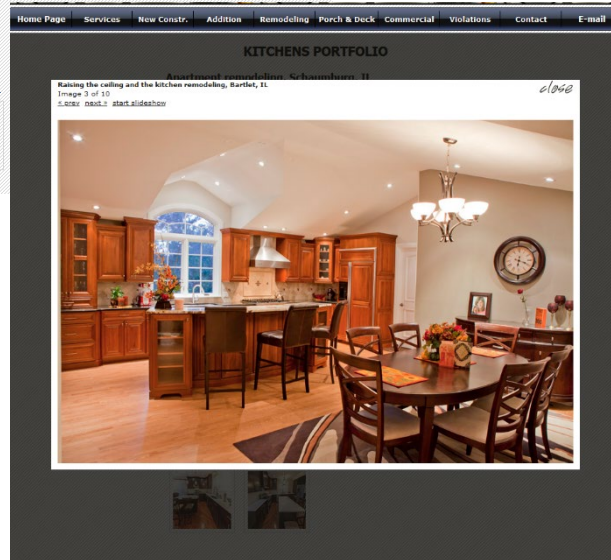 Home Page Services New Constr. Addition Remodeling Porch & Deck Commercial Violations Contact E-mail
KITCHENS PORTFOLIO
Apartment remodeling, Schaumburg, IL
Raising the ceiling and the kitchen remodeling, Bartlet, IL
close
Image 3 of 10
« prev next » start slideshow